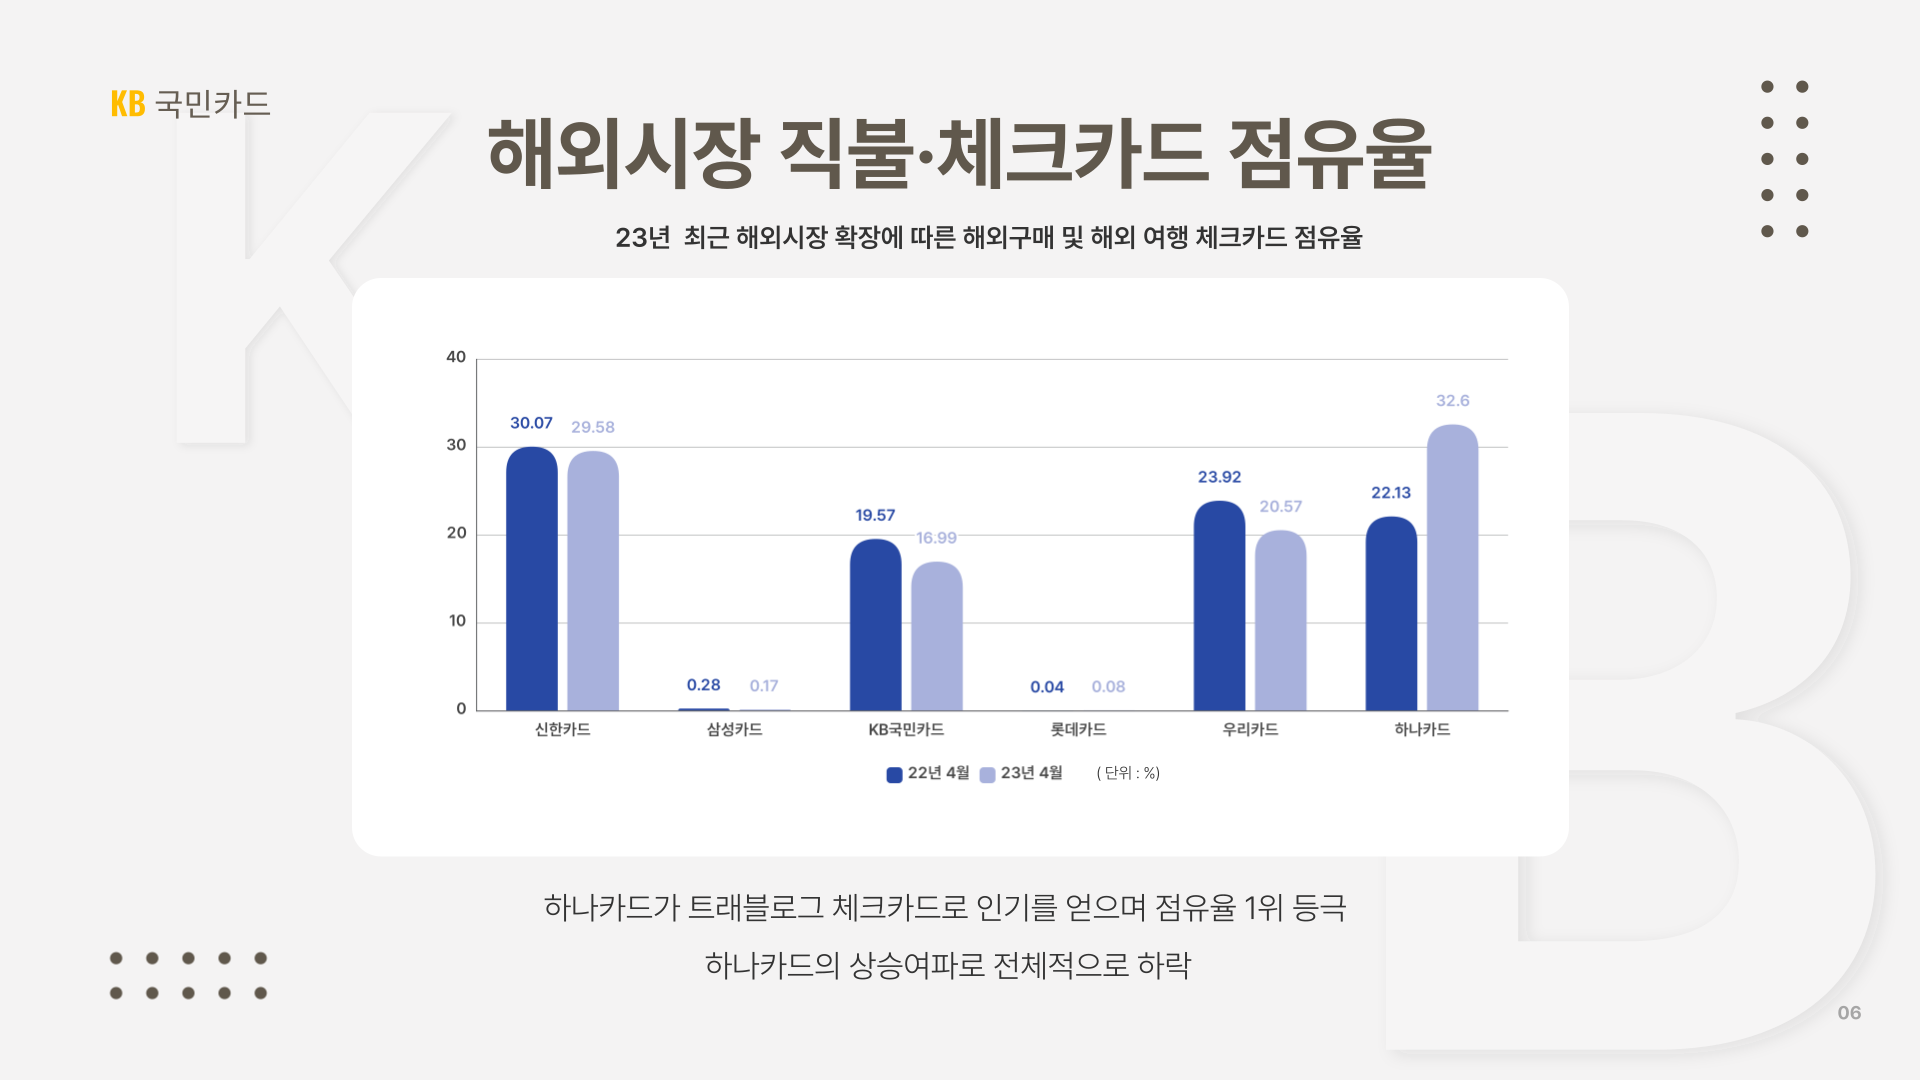 KB 국민카드
해외시장 직불·체크카드 점유율
23년 최근 해외시장 확장에 따른 해외구매 및 해외 여행 체크카드 점유율
40
30
20
10
0
30.07
29.58
0.28
0.17
19.57
16.99
0.04
0.08
23.92
20.57
22.13
32.6
신한카드
삼성카드
KB국민카드
롯데카드
우리카드
하나카드
22년 4월 23년 4월 ( 단위 : %)
하나카드가 트래블로그 체크카드로 인기를 얻으며 점유율 1위 등극
하나카드의 상승여파로 전체적으로 하락
06
K
B